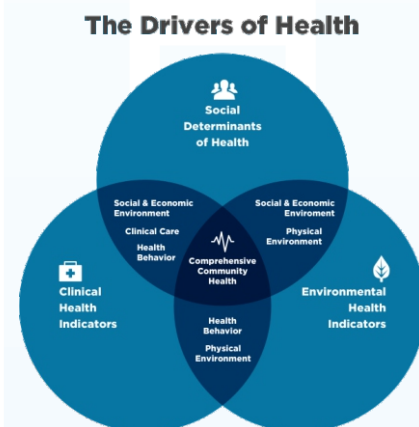 The Drivers of Health
Social
Determinants
of Health
Social & Economic
Environment
Clinical Care
Health
Behavior
Social & Economic
Enviroment
Physical
Environment
Comprehensive
Community
Health
Clinical
Health
Indicators
Environmental
Health
Indicators
Health
Behavior
Physical
Environment